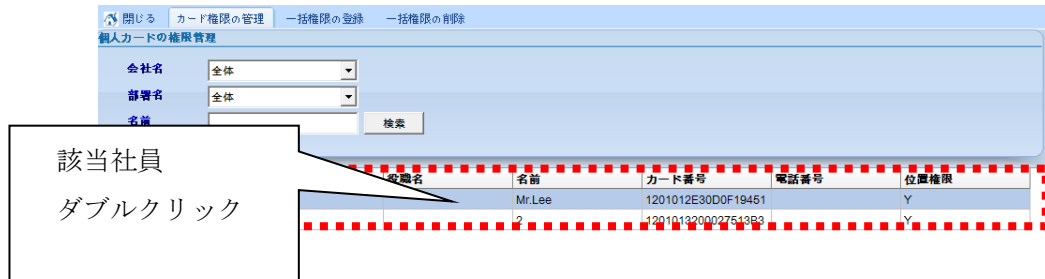 閉じる カード権限の管理 一括権限の登録 一括権限の削除
個人カードの権限管理
会社名 全体
部署名 全体
名前 検索
該当社員
ダブルクリック
役職名 名前 カード番号 電話番号 位置権限
Mr.Lee 1201012E30D0F19451 Y
2 1201013200027513B3 Y